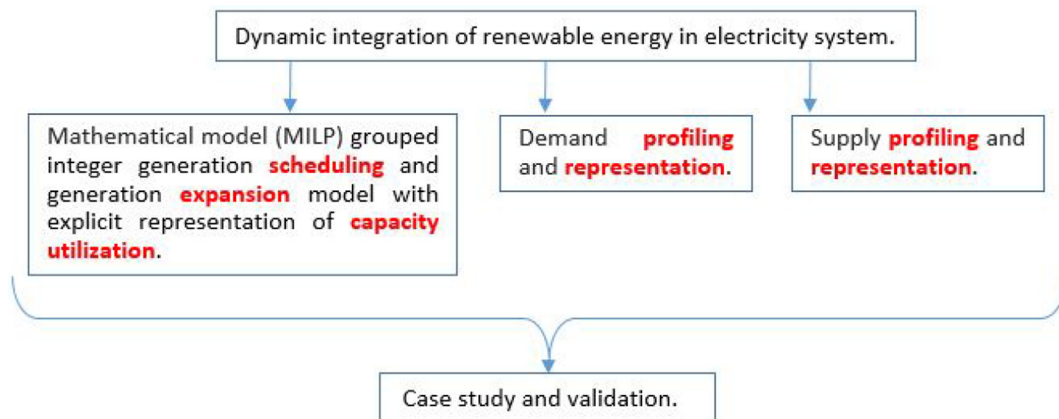 Dynamic integration of renewable energy in electricity system.
Mathematical model (MILP) grouped
integer generation scheduling and
generation expansion model with
explicit representation of capacity
utilization.
Demand profiling
and representation.
Supply profiling and
representation.
Case study and validation.